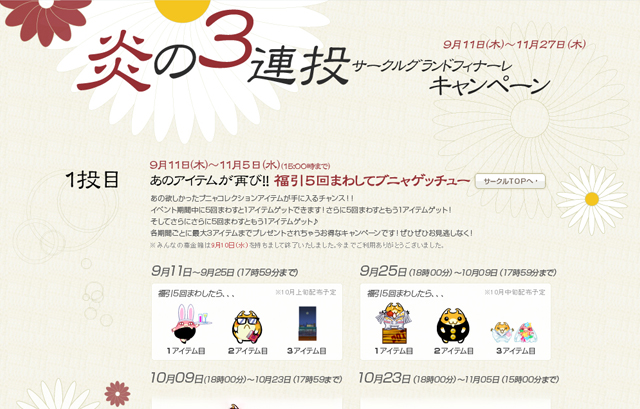 炎の3連投 サークルグランドフィナーレ キャンペーン
9月11日(木)～11月27日(木)
1投目
9月11日(木)～11月5日(水)(15:00時まで)
あのアイテムが再び!! 福引5回まわしてプニャゲッチュー
サークルTOPへ
あの欲しかったプニャコレクションアイテムが手に入るチャンス!!
イベント期間中に5回まわすと1アイテムゲットできます!さらに5回まわすともう1アイテムゲット!
そしてさらにさらに5回まわすともう1アイテムゲット♪
各期間ごとに最大3アイテムまでプレゼントされちゃうお得なキャンペーンです!ぜひぜひお見逃しなく!
※みんなの貯金箱は9月10日(水)を持ちまして終了いたしました。今までご利用ありがとうございました。
9月11日～9月25日(17時59分まで)
福引5回まわしたら、、、
※10月上旬配布予定
1アイテム目
2アイテム目
3アイテム目
9月25日(18時00分)～10月09日(17時59分まで)
福引5回まわしたら、、、
※10月中旬配布予定
1アイテム目
2アイテム目
3アイテム目
10月09日(18時00分)～10月23日(17時59まで)
10月23日(18時00分)～11月05日(15時00分まで)